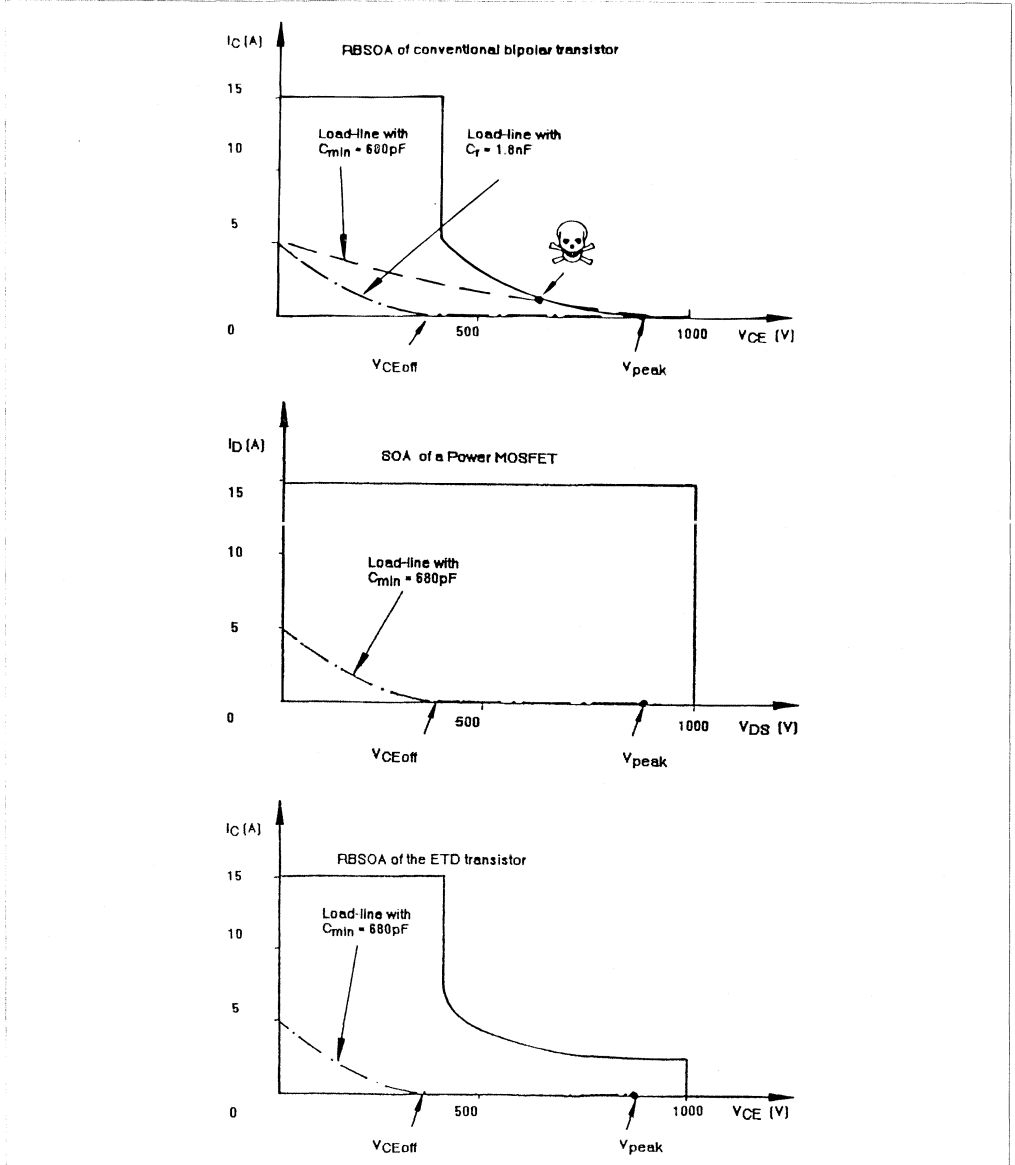 IC (A)
RBSOA of conventional bipolar transistor
15
Load-line with
Cmin = 680pF
Load-line with
Cr = 1.8nF
10
5
0
500
1000
VCE (V)
VCEoff
Vpeak
ID (A)
SOA of a Power MOSFET
15
10
Load-line with
Cmin = 680pF
5
0
500
1000
VDS (V)
VCEoff
Vpeak
IC (A)
RBSOA of the ETD transistor
15
Load-line with
Cmin = 680pF
10
5
0
500
1000
VCE (V)
VCEoff
Vpeak